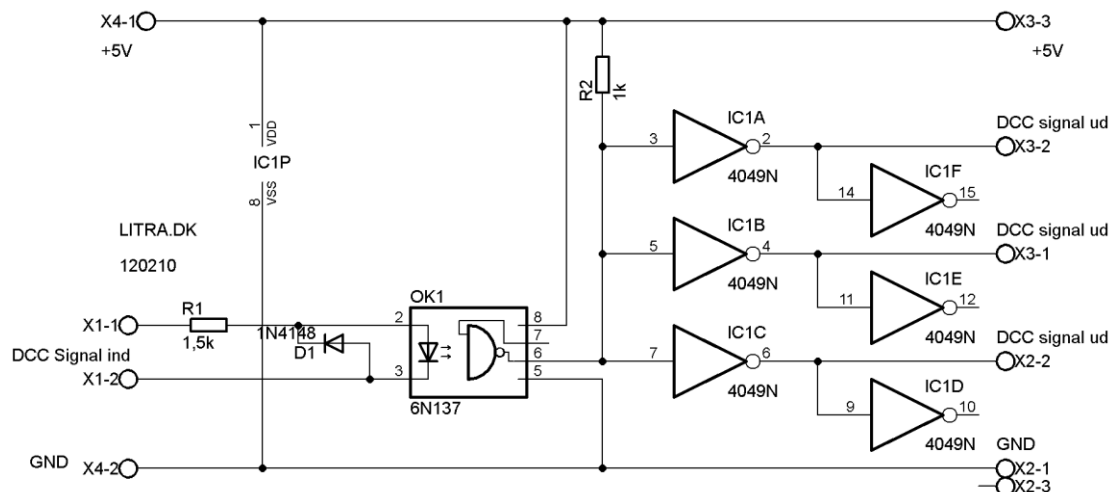 X4-1
+5V
X3-3
+5V
R2
1k
1
VDD
IC1P
8
VSS
LITRA.DK
120210
IC1A
3
2
4049N
DCC signal ud
X3-2
IC1F
14
15
4049N
IC1B
5
4
4049N
DCC signal ud
X3-1
IC1E
11
12
4049N
IC1C
7
6
4049N
DCC signal ud
X2-2
IC1D
9
10
4049N
X1-1
R1
1,5k
1N4148
D1
DCC Signal ind
X1-2
OK1
2
3
8
7
6
5
6N137
GND
X4-2
GND
X2-1
X2-3